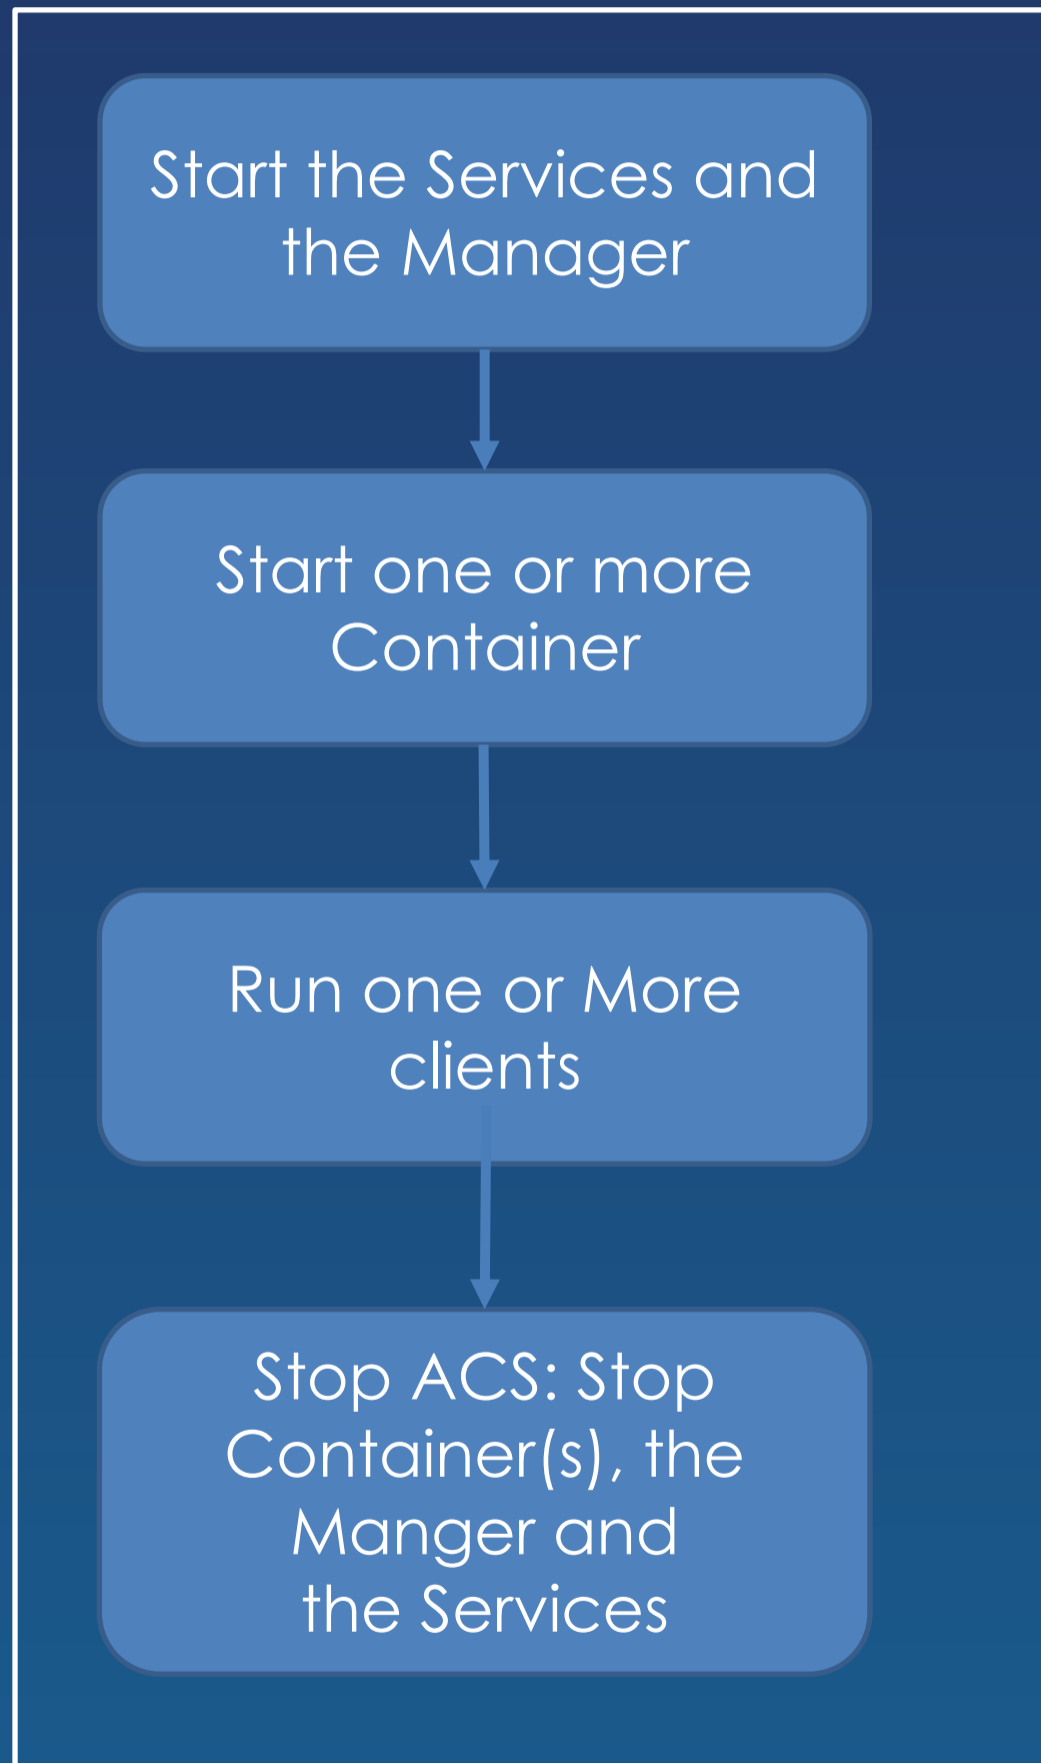 Start the Services and
the Manager
Start one or more
Container
Run one or More
clients
Stop ACS: Stop
Container(s), the
Manger and
the Services